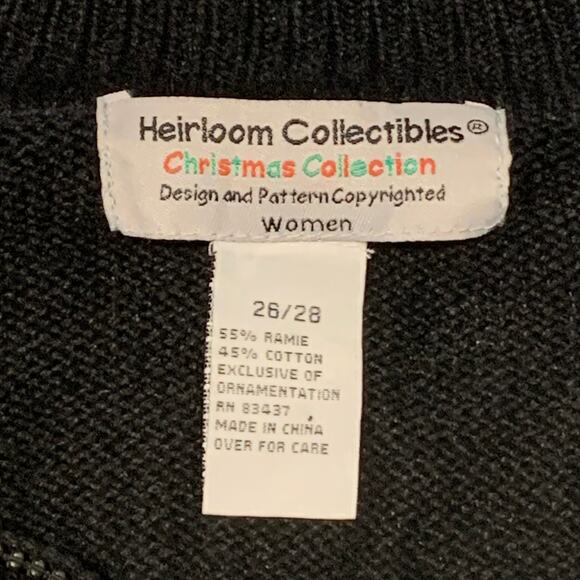 Heirloom Collectibles®
Christmas Collection
Design and Pattern Copyrighted
Women
26/28
55% RAMIE
45% COTTON
EXCLUSIVE OF
ORNAMENTATION
RN 83437
MADE IN CHINA
OVER FOR CARE